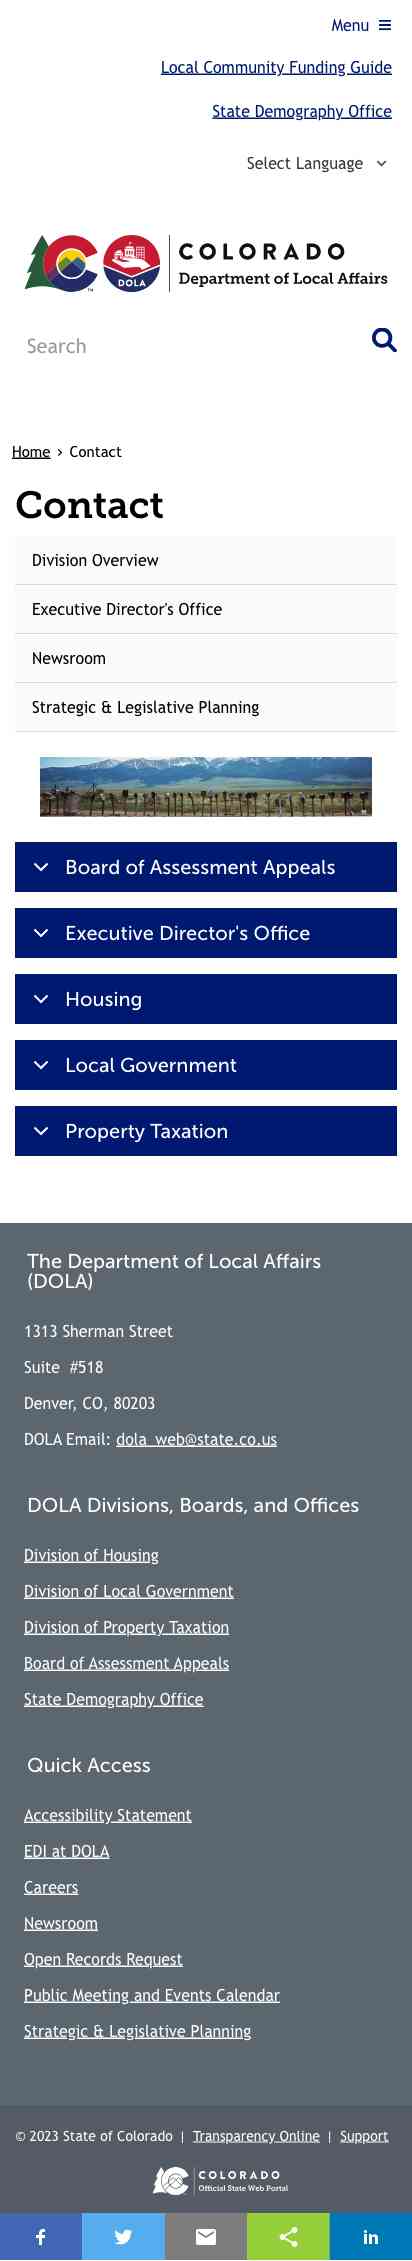 Menu
Local Community Funding Guide
State Demography Office
Select Language
DOLA
TM
COLORADO
Department of Local Affairs
Search
Home › Contact
Contact
Division Overview
Executive Director's Office
Newsroom
Strategic & Legislative Planning
Board of Assessment Appeals
Executive Director's Office
Housing
Local Government
Property Taxation
The Department of Local Affairs
(DOLA)
1313 Sherman Street
Suite #518
Denver, CO, 80203
DOLA Email: dola_web@state.co.us
DOLA Divisions, Boards, and Offices
Division of Housing
Division of Local Government
Division of Property Taxation
Board of Assessment Appeals
State Demography Office
Quick Access
Accessibility Statement
EDI at DOLA
Careers
Newsroom
Open Records Request
Public Meeting and Events Calendar
Strategic & Legislative Planning
© 2023 State of Colorado | Transparency Online | Support
COLORADO
Official State Web Portal